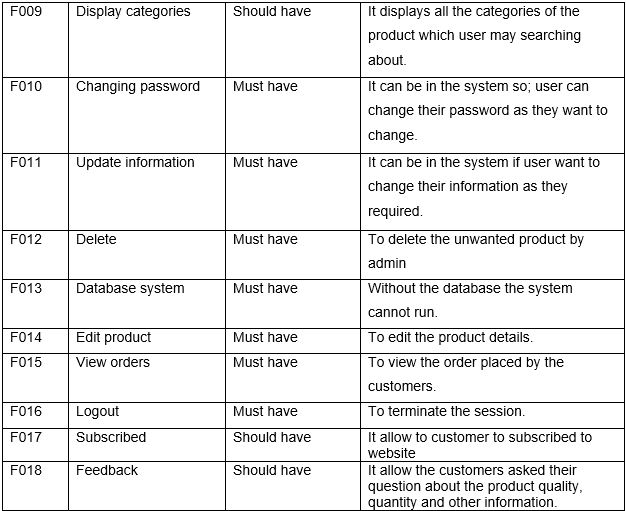 F009 Display categories Should have It displays all the categories of the
product which user may searching
about.
F010 Changing password Must have It can be in the system so; user can
change their password as they want to
change.
F011 Update information Must have It can be in the system if user want to
change their information as they
required.
F012 Delete Must have To delete the unwanted product by
admin
F013 Database system Must have Without the database the system
cannot run.
F014 Edit product Must have To edit the product details.
F015 View orders Must have To view the order placed by the
customers.
F016 Logout Must have To terminate the session.
F017 Subscribed Should have It allow to customer to subscribed to
website
F018 Feedback Should have It allow the customers asked their
question about the product quality,
quantity and other information.